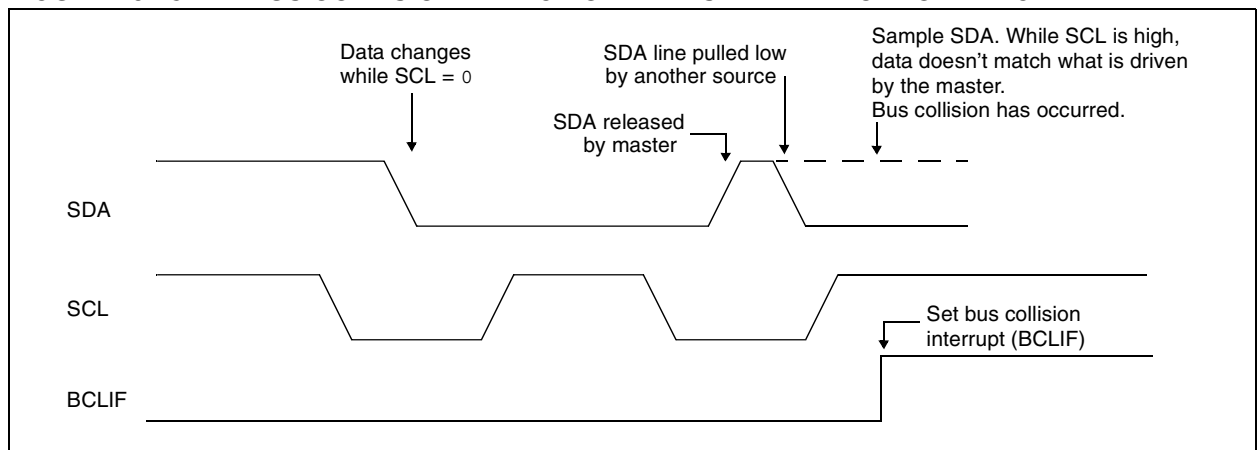 Data changes
while SCL = 0
SDA line pulled low
by another source
Sample SDA. While SCL is high,
data doesn't match what is driven
by the master.
Bus collision has occurred.
SDA released
by master
SDA
SCL
Set bus collision
interrupt (BCLIF)
BCLIF